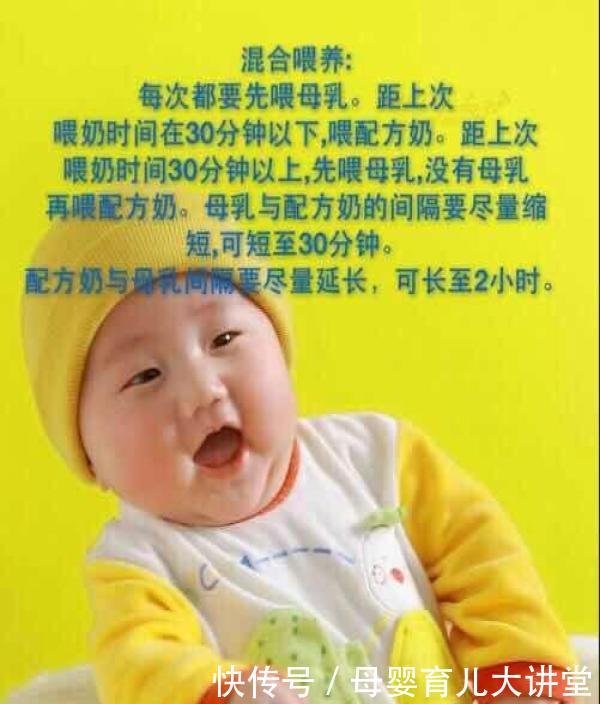 混合喂养:
每次都要先喂母乳。距上次
喂奶时间在30分钟以下,喂配方奶。距上次
喂奶时间30分钟以上,先喂母乳,没有母乳
再喂配方奶。母乳与配方奶的间隔要尽量缩
短,可短至30分钟。
配方奶与母乳间隔要尽量延长，可长至2小时。
快传号 / 母婴育儿大讲堂